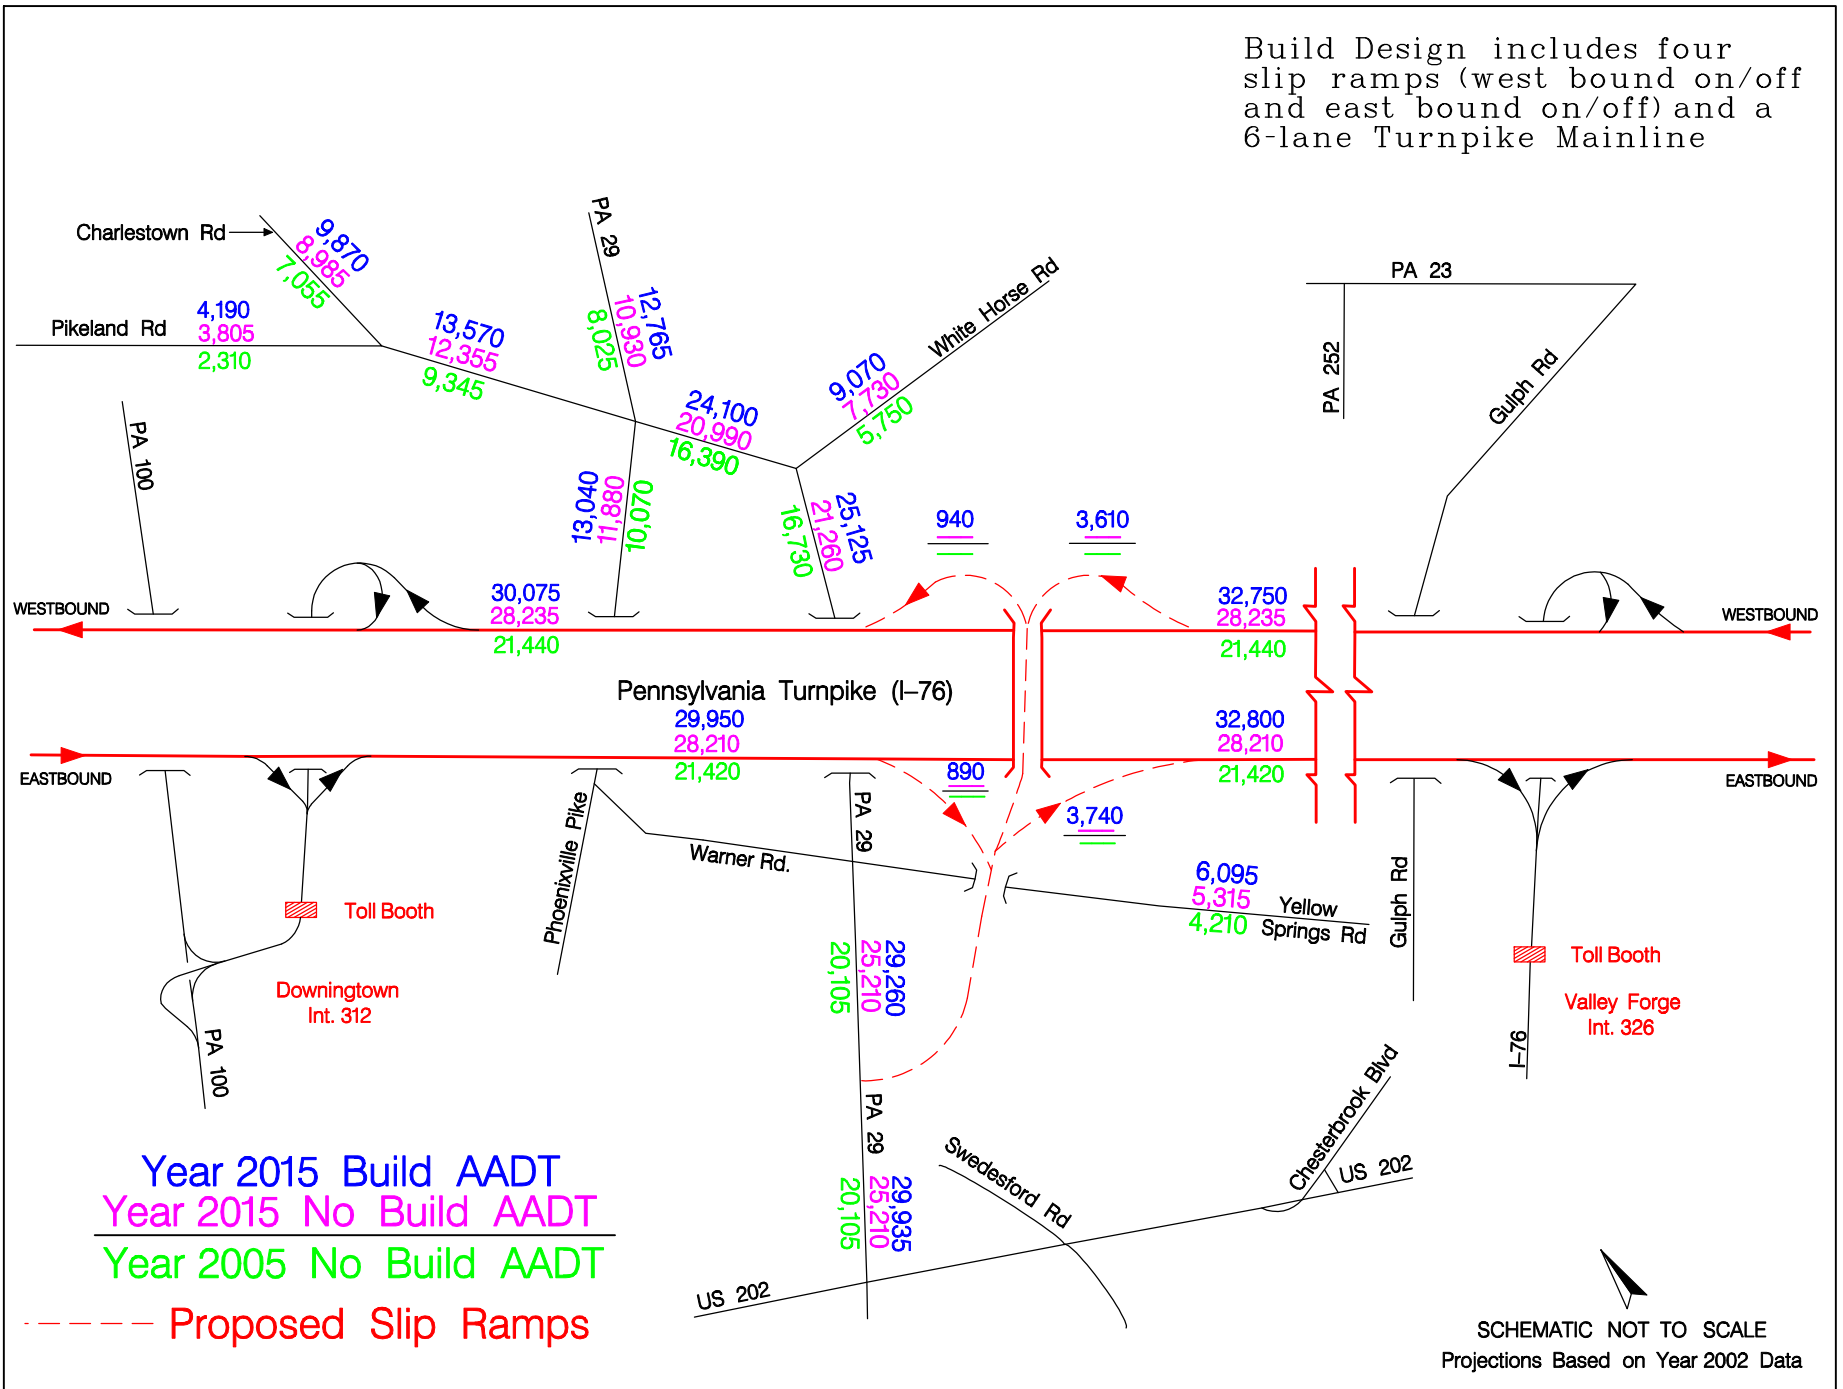 Build Design includes four
slip ramps (west bound on/off
and east bound on/off) and a
6-lane Turnpike Mainline
Charlestown Rd
9,870
8,985
7,055
Pikeland Rd
4,190
3,805
2,310
13,570
12,355
9,345
PA 29
12,765
10,930
8,025
White Horse Rd
9,070
7,730
5,750
24,100
20,990
16,390
PA 23
PA 252
Gulph Rd
PA 100
13,040
11,880
10,070
25,125
21,260
16,730
940
3,610
WESTBOUND
30,075
28,235
21,440
32,750
28,235
21,440
WESTBOUND
Pennsylvania Turnpike (I-76)
EASTBOUND
29,950
28,210
21,420
32,800
28,210
21,420
EASTBOUND
890
3,740
Phoenixville Pike
Warner Rd.
PA 29
6,095
5,315
4,210
Yellow
Springs Rd
Gulph Rd
Toll Booth
Downingtown
Int. 312
PA 100
29,260
25,210
20,105
Toll Booth
Valley Forge
Int. 326
I-76
PA 29
29,935
25,210
20,105
Swedesford Rd
Chesterbrook Blvd
US 202
US 202
Year 2015 Build AADT
Year 2015 No Build AADT
Year 2005 No Build AADT
Proposed Slip Ramps
SCHEMATIC NOT TO SCALE
Projections Based on Year 2002 Data